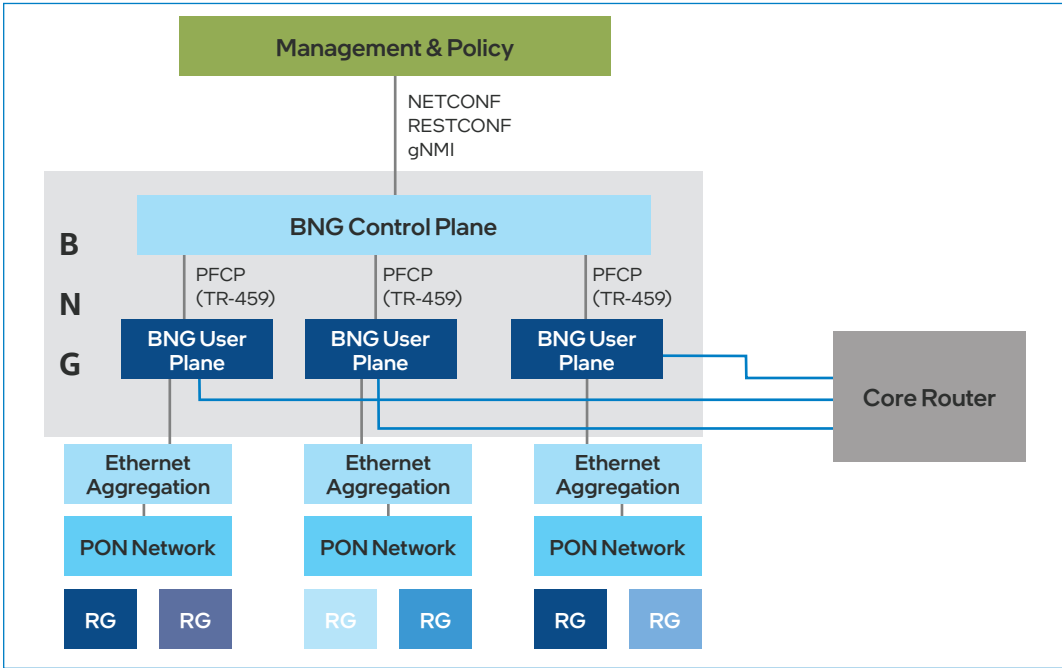 Management & Policy
NETCONF
RESTCONF
gNMI
B
N
G
BNG Control Plane
PFCP
(TR-459)
PFCP
(TR-459)
PFCP
(TR-459)
BNG User
Plane
BNG User
Plane
BNG User
Plane
Core Router
Ethernet
Aggregation
Ethernet
Aggregation
Ethernet
Aggregation
PON Network
PON Network
PON Network
RG
RG
RG
RG
RG
RG